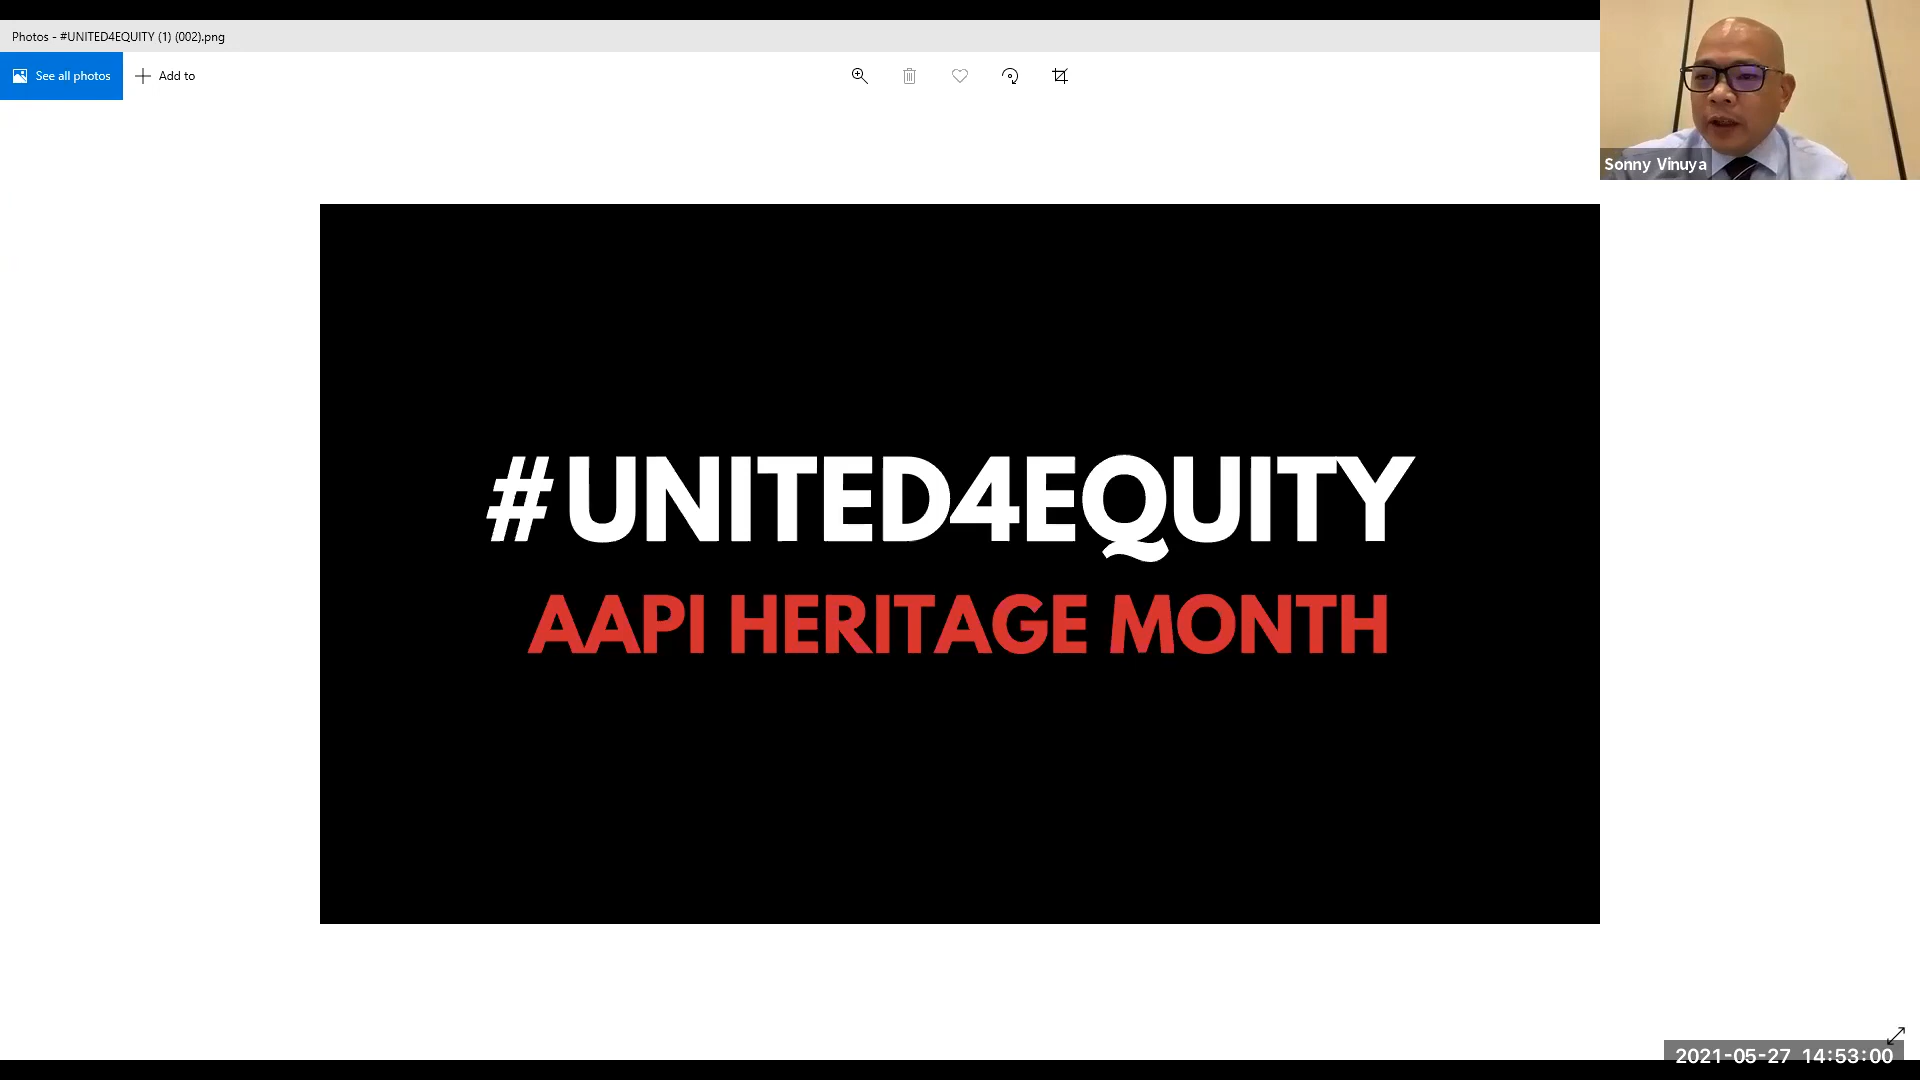 Photos - #UNITED4EQUITY (1) (002).png
See all photos
Add to
Sonny Vinuya
#UNITED4EQUITY
AAPI HERITAGE MONTH
2021-05-27 14:53:00